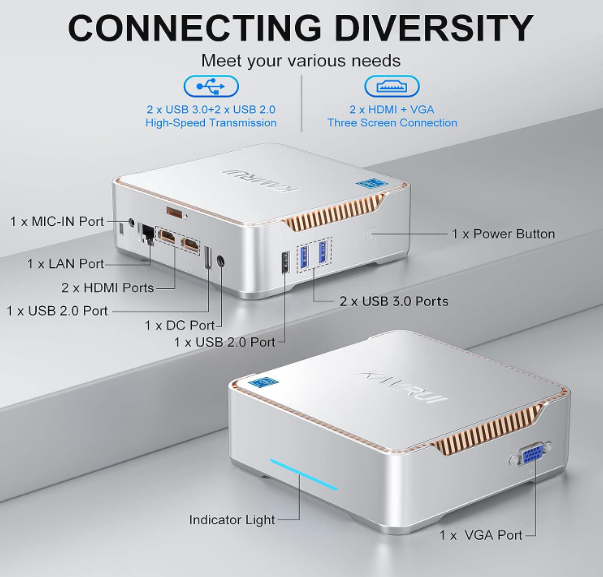 CONNECTING DIVERSITY
Meet your various needs
2 x USB 3.0+2 x USB 2.0
High-Speed Transmission
2 x HDMI + VGA
Three Screen Connection
KAMRUI
1 x MIC-IN Port
1 x Power Button
1 x LAN Port
2 x HDMI Ports
2 x USB 3.0 Ports
1 x USB 2.0 Port
1 x DC Port
1 x USB 2.0 Port
KAMRUI
Indicator Light
1 x VGA Port